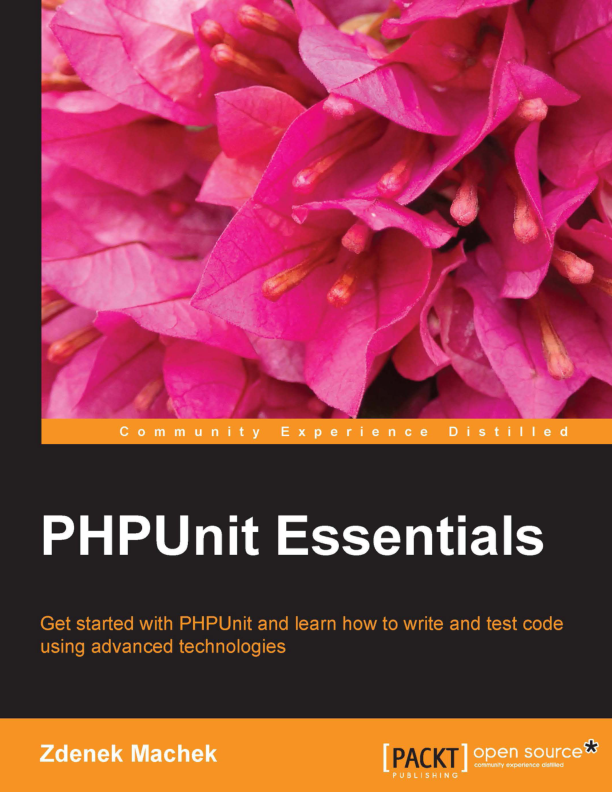 Community Experience Distilled
PHPUnit Essentials
Get started with PHPUnit and learn how to write and test code
using advanced technologies
Zdenek Machek
[PACKT] open source*
PUBLISHING community experience distilled